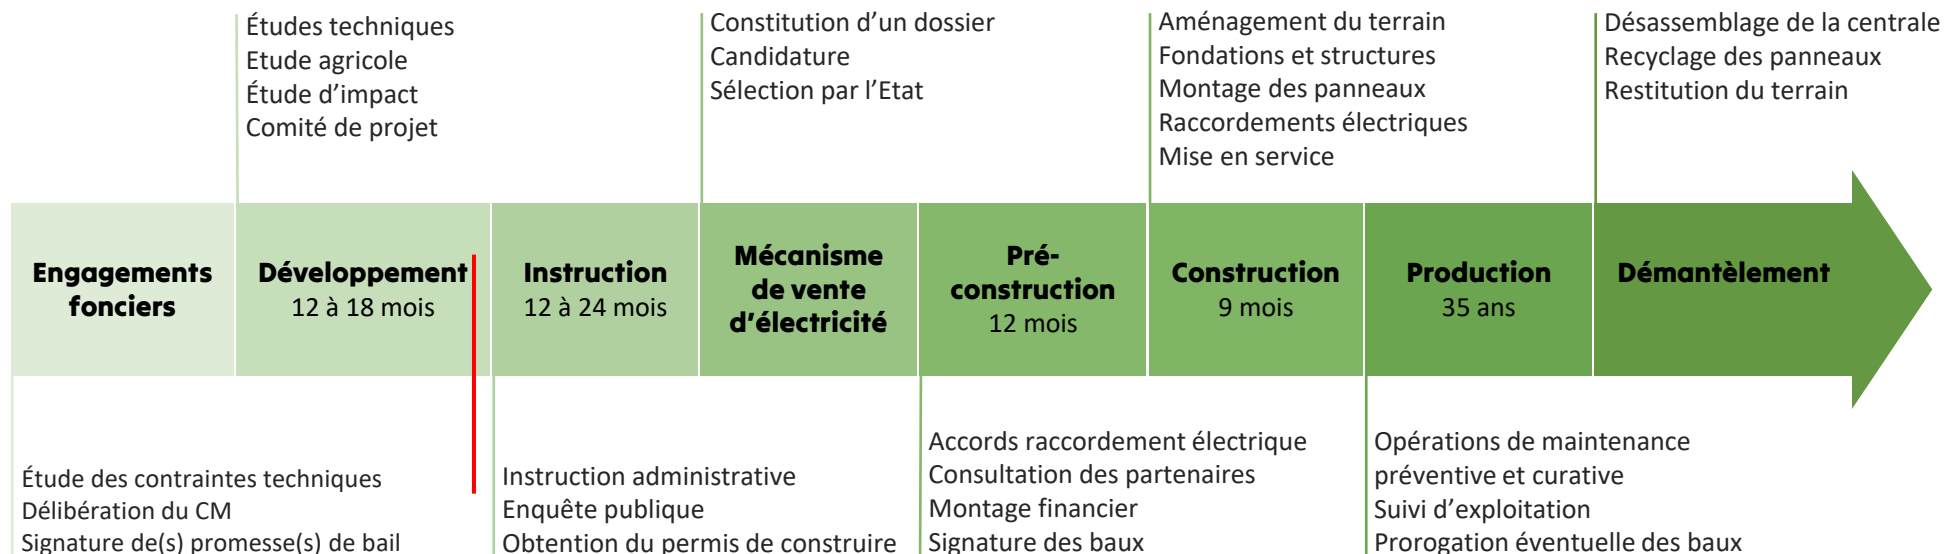 Études techniques
Etude agricole
Étude d’impact
Comité de projet
Constitution d’un dossier
Candidature
Sélection par l’Etat
Aménagement du terrain
Fondations et structures
Montage des panneaux
Raccordements électriques
Mise en service
Désassemblage de la centrale
Recyclage des panneaux
Restitution du terrain
Engagements
fonciers
Développement
12 à 18 mois
Instruction
12 à 24 mois
Mécanisme
de vente
d’électricité
Pré-
construction
12 mois
Construction
9 mois
Production
35 ans
Démantèlement
Étude des contraintes techniques
Délibération du CM
Signature de(s) promesse(s) de bail
Instruction administrative
Enquête publique
Obtention du permis de construire
Accords raccordement électrique
Consultation des partenaires
Montage financier
Signature des baux
Opérations de maintenance
préventive et curative
Suivi d’exploitation
Prorogation éventuelle des baux